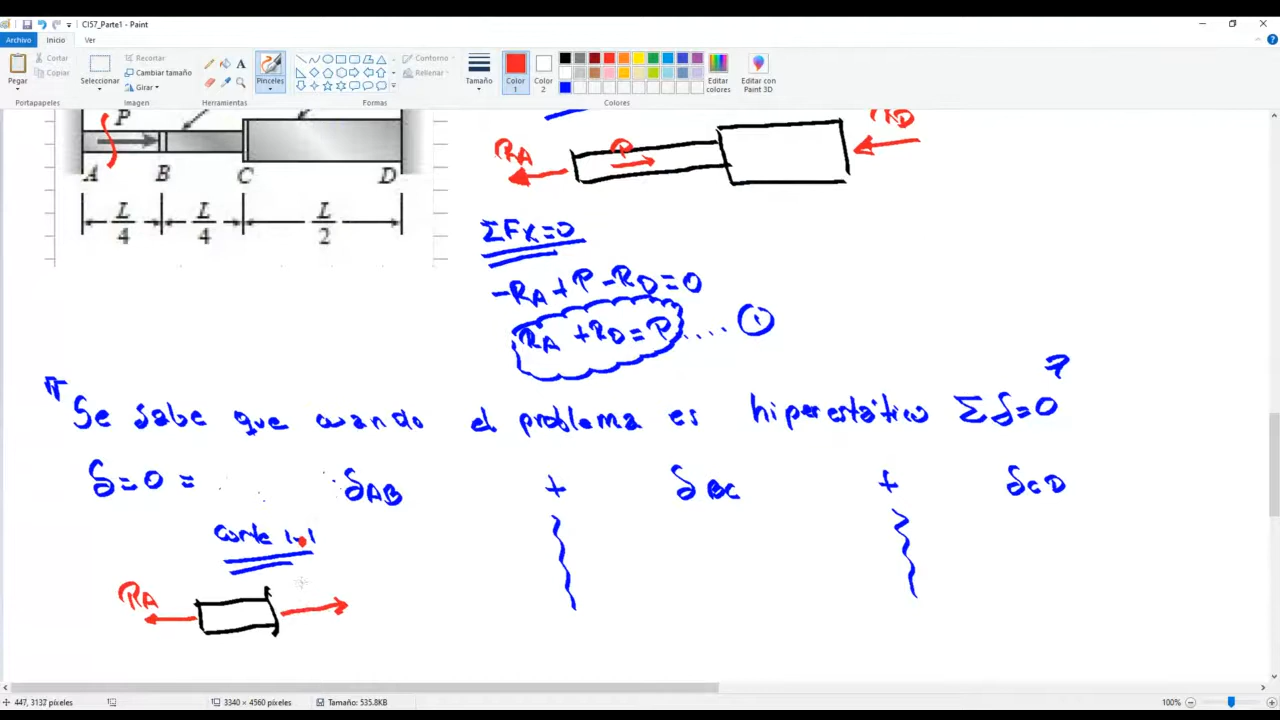 CI57_Parte1 - Paint
Archivo
Inicio
Ver
Pegar
Cortar
Copiar
Portapapeles
Seleccionar
Recortar
Cambiar tamaño
Girar
Imagen
A
Herramientas
Pinceles
Contorno
Rellenar
Formas
Tamaño
Color 1
Color 2
Editar colores
Editar con Paint 3D
Colores
P
A B C D
L/4 L/4 L/2
RA P RD
ΣFx=0
-RA+P-RD=0
RA+RD=P .... 1
Se sabe que cuando el problema es hiperestático Σδ=0
δ=0= δAB + δBC + δCD
corte 1-1
RA
447, 3132 píxeles
3340 × 4560 píxeles
Tamaño: 535.8KB
100%